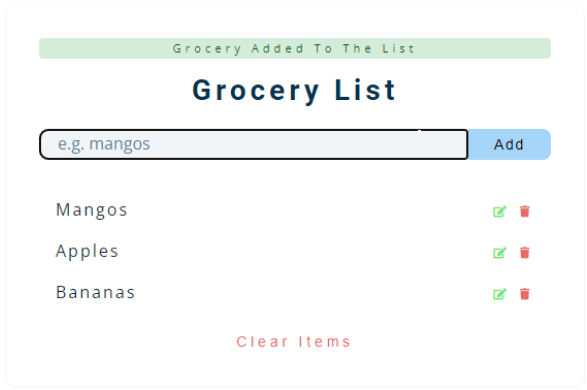 Grocery Added To The List
Grocery List
e.g. mangos Add
Mangos
Apples
Bananas
Clear Items